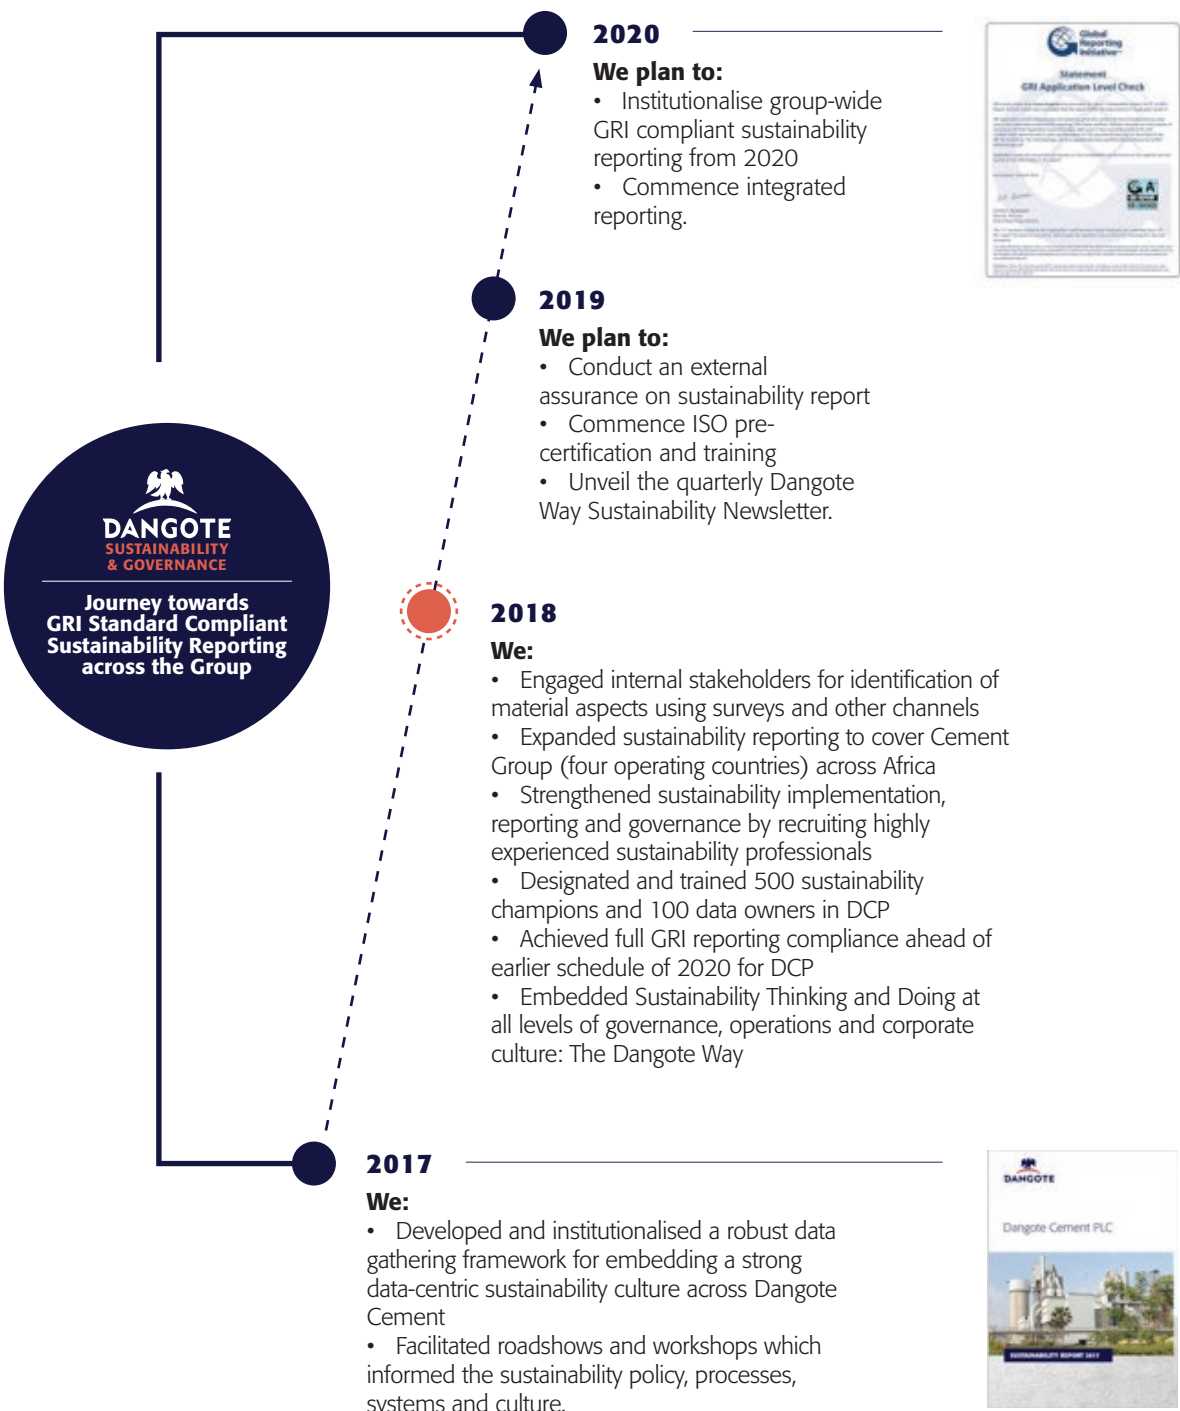 2020
We plan to:
• Institutionalise group-wide
GRI compliant sustainability
reporting from 2020
• Commence integrated
reporting.
Global
Reporting
Initiative
Statement
GRI Application Level Check
2019
We plan to:
• Conduct an external
assurance on sustainability report
• Commence ISO pre-
certification and training
• Unveil the quarterly Dangote
Way Sustainability Newsletter.
DANGOTE
SUSTAINABILITY
& GOVERNANCE
Journey towards
GRI Standard Compliant
Sustainability Reporting
across the Group
2018
We:
• Engaged internal stakeholders for identification of
material aspects using surveys and other channels
• Expanded sustainability reporting to cover Cement
Group (four operating countries) across Africa
• Strengthened sustainability implementation,
reporting and governance by recruiting highly
experienced sustainability professionals
• Designated and trained 500 sustainability
champions and 100 data owners in DCP
• Achieved full GRI reporting compliance ahead of
earlier schedule of 2020 for DCP
• Embedded Sustainability Thinking and Doing at
all levels of governance, operations and corporate
culture: The Dangote Way
2017
We:
• Developed and institutionalised a robust data
gathering framework for embedding a strong
data-centric sustainability culture across Dangote
Cement
• Facilitated roadshows and workshops which
informed the sustainability policy, processes,
systems and culture.
DANGOTE
Dangote Cement PLC
SUSTAINABILITY REPORT 2017